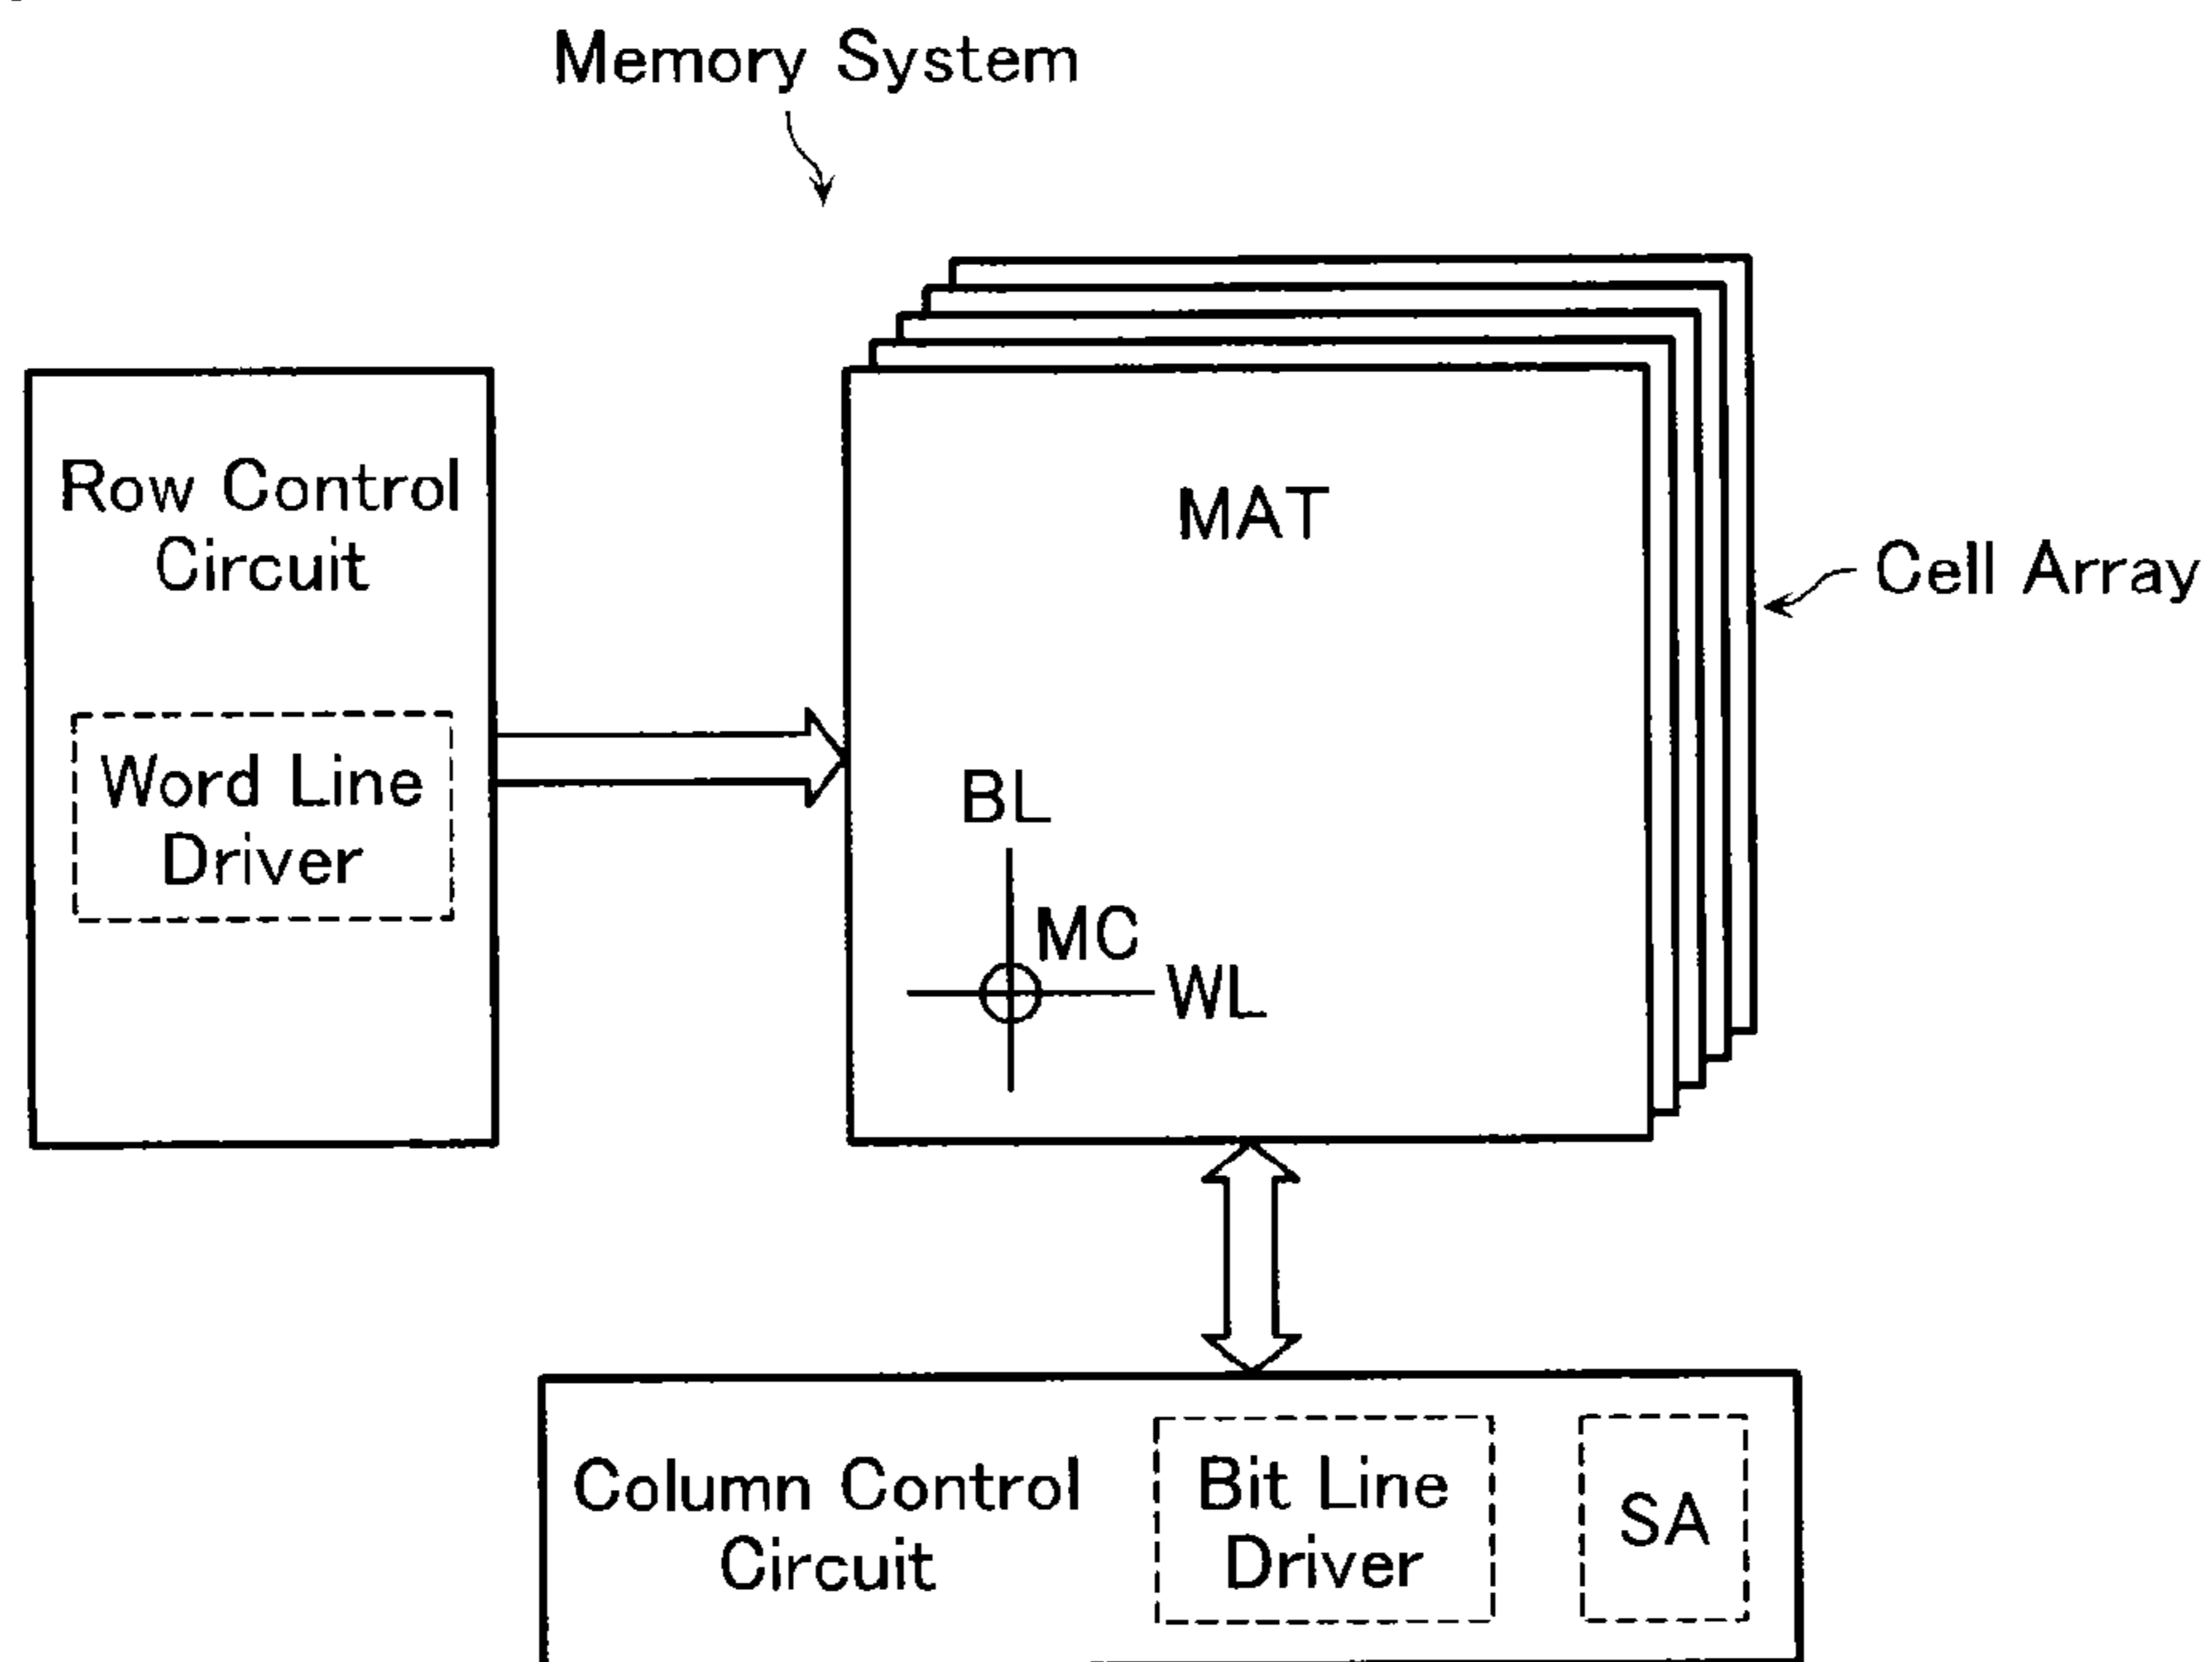 Memory System
Row Control
Circuit
Word Line
Driver
MAT
Cell Array
BL
MC
WL
Column Control
Circuit
Bit Line
Driver
SA